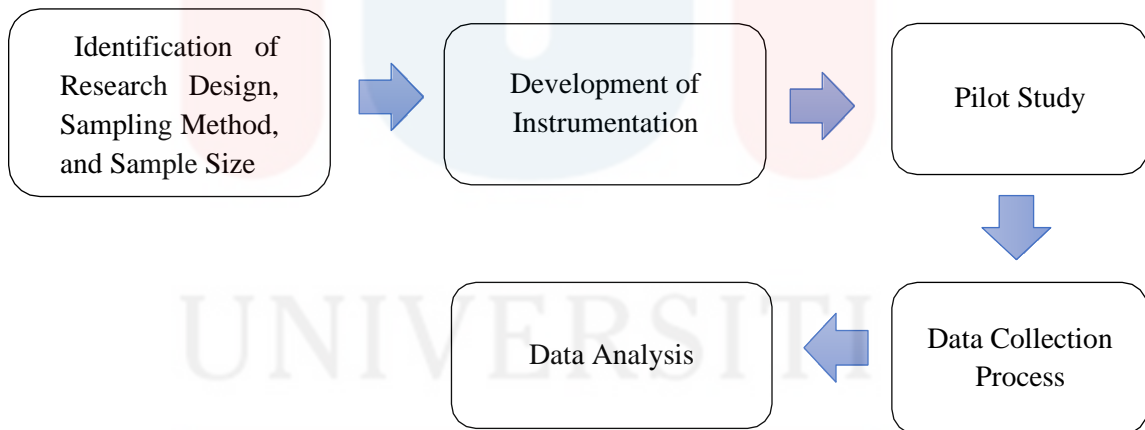 Identification of
Research Design,
Sampling Method,
and Sample Size
Development of
Instrumentation
Pilot Study
Data Collection
Process
Data Analysis
UNIVERSITI